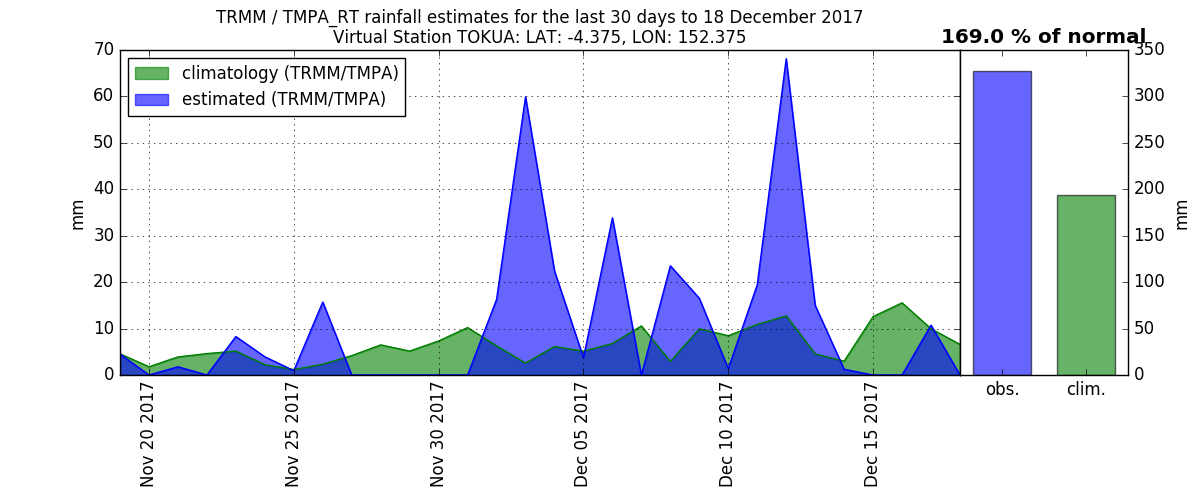 TRMM / TMPA_RT rainfall estimates for the last 30 days to 18 December 2017
Virtual Station TOKUA: LAT: -4.375, LON: 152.375
169.0 % of normal
climatology (TRMM/TMPA)
estimated (TRMM/TMPA)
70
60
50
40
30
20
10
0
mm
Nov 20 2017
Nov 25 2017
Nov 30 2017
Dec 05 2017
Dec 10 2017
Dec 15 2017
obs.
clim.
350
300
250
200
150
100
50
0
mm